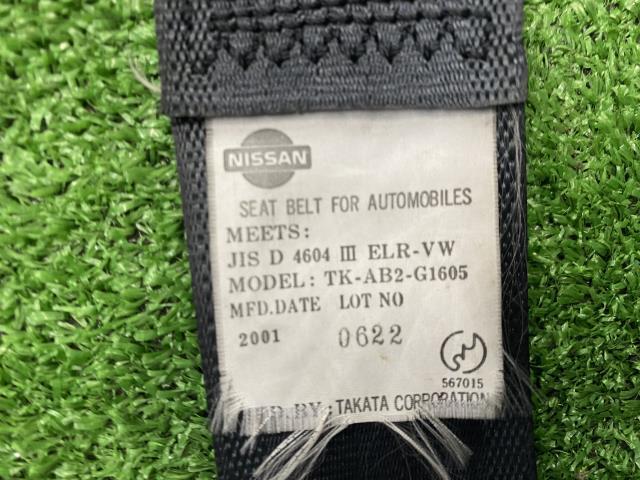 NISSAN
SEAT BELT FOR AUTOMOBILES
MEETS:
JIS D 4604 III ELR-VW
MODEL: TK-AB2-G1605
MFD.DATE LOT NO
2001 0622
567015
BY: TAKATA CORPORATION